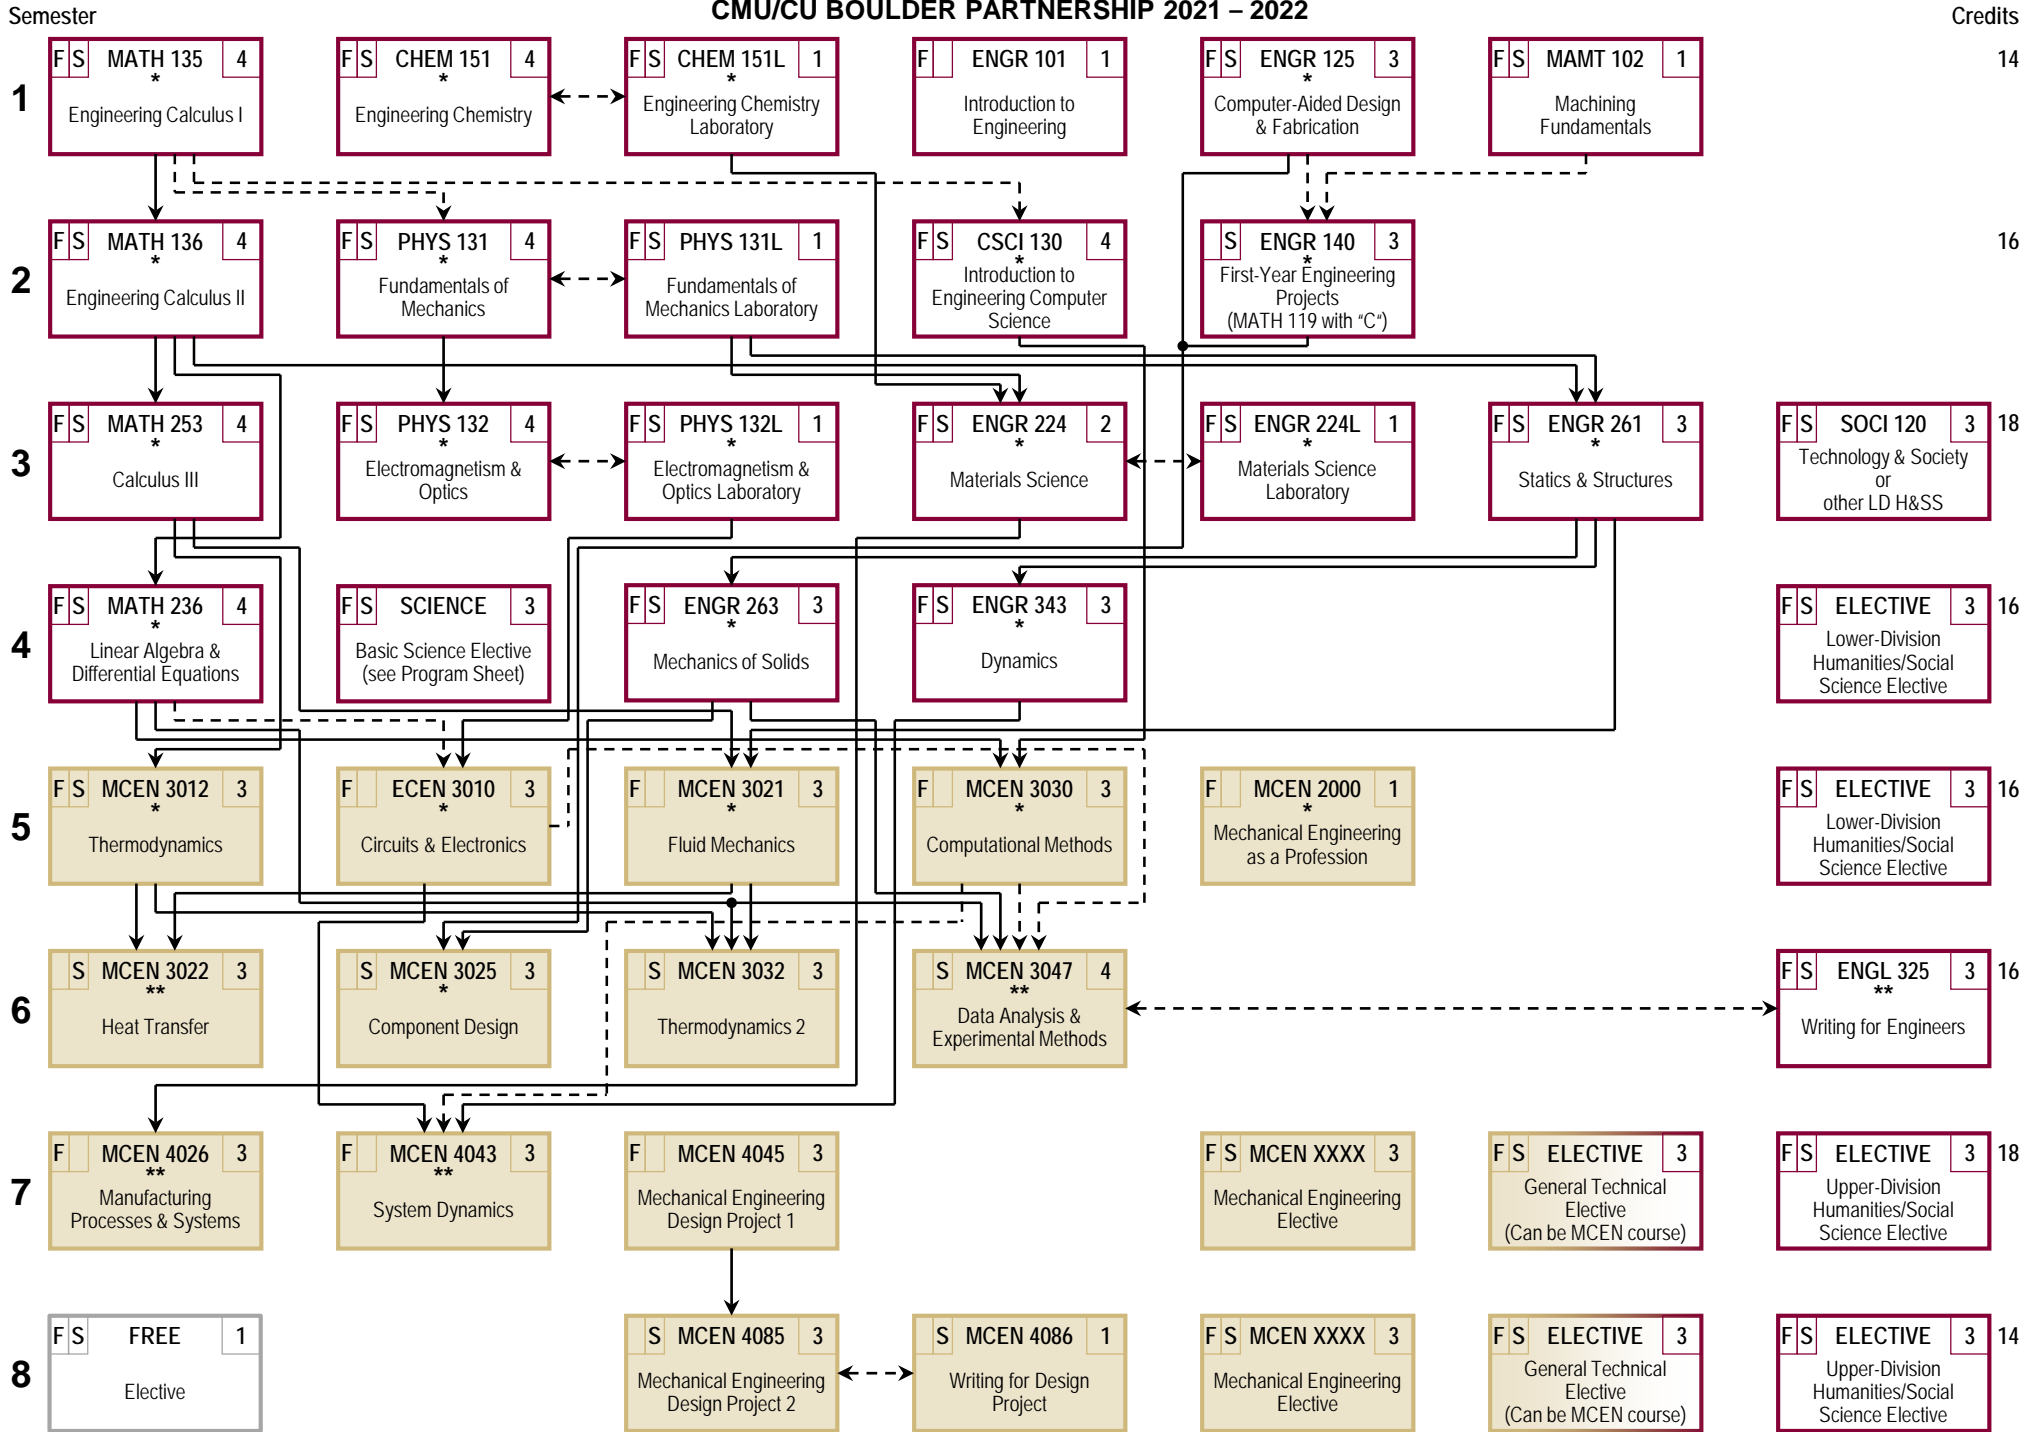 CMU/CU BOULDER PARTNERSHIP 2021 – 2022
Semester
Credits
1
F S MATH 135 4
*
Engineering Calculus I
F S CHEM 151 4
*
Engineering Chemistry
F S CHEM 151L 1
*
Engineering Chemistry
Laboratory
F ENGR 101 1
Introduction to
Engineering
F S ENGR 125 3
*
Computer-Aided Design
& Fabrication
F S MAMT 102 1
Machining
Fundamentals
14
2
F S MATH 136 4
*
Engineering Calculus II
F S PHYS 131 4
*
Fundamentals of
Mechanics
F S PHYS 131L 1
Fundamentals of
Mechanics Laboratory
F S CSCI 130 4
*
Introduction to
Engineering Computer
Science
S ENGR 140 3
*
First-Year Engineering
Projects
(MATH 119 with “C“)
16
3
F S MATH 253 4
*
Calculus III
F S PHYS 132 4
*
Electromagnetism &
Optics
F S PHYS 132L 1
*
Electromagnetism &
Optics Laboratory
F S ENGR 224 2
*
Materials Science
F S ENGR 224L 1
*
Materials Science
Laboratory
F S ENGR 261 3
*
Statics & Structures
F S SOCI 120 3
Technology & Society
or
other LD H&SS
18
4
F S MATH 236 4
*
Linear Algebra &
Differential Equations
F S SCIENCE 3
Basic Science Elective
(see Program Sheet)
F S ENGR 263 3
*
Mechanics of Solids
F S ENGR 343 3
*
Dynamics
F S ELECTIVE 3
Lower-Division
Humanities/Social
Science Elective
16
5
F S MCEN 3012 3
*
Thermodynamics
F ECEN 3010 3
*
Circuits & Electronics
F MCEN 3021 3
*
Fluid Mechanics
F MCEN 3030 3
*
Computational Methods
F MCEN 2000 1
*
Mechanical Engineering
as a Profession
F S ELECTIVE 3
Lower-Division
Humanities/Social
Science Elective
16
6
S MCEN 3022 3
**
Heat Transfer
S MCEN 3025 3
*
Component Design
S MCEN 3032 3
Thermodynamics 2
S MCEN 3047 4
**
Data Analysis &
Experimental Methods
F S ENGL 325 3
**
Writing for Engineers
16
7
F MCEN 4026 3
**
Manufacturing
Processes & Systems
F MCEN 4043 3
**
System Dynamics
F MCEN 4045 3
Mechanical Engineering
Design Project 1
F S MCEN XXXX 3
Mechanical Engineering
Elective
F S ELECTIVE 3
General Technical
Elective
(Can be MCEN course)
F S ELECTIVE 3
Upper-Division
Humanities/Social
Science Elective
18
8
F S FREE 1
Elective
S MCEN 4085 3
Mechanical Engineering
Design Project 2
S MCEN 4086 1
Writing for Design
Project
F S MCEN XXXX 3
Mechanical Engineering
Elective
F S ELECTIVE 3
General Technical
Elective
(Can be MCEN course)
F S ELECTIVE 3
Upper-Division
Humanities/Social
Science Elective
14